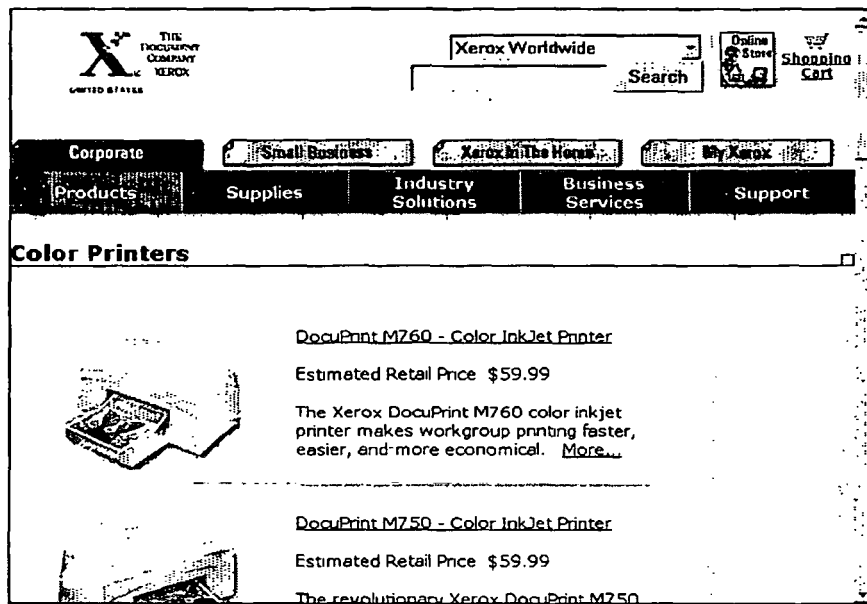 THE
DOCUMENT
COMPANY
XEROX
UNITED STATES
Xerox Worldwide
Search
Online
Store
Shopping
Cart
Corporate
Small Business
Xerox In The Home
My Xerox
Products
Supplies
Industry
Solutions
Business
Services
Support
Color Printers
DocuPrint M760 - Color InkJet Printer
Estimated Retail Price $59.99
The Xerox DocuPrint M760 color inkjet
printer makes workgroup printing faster,
easier, and more economical. More...
DocuPrint M750 - Color InkJet Printer
Estimated Retail Price $59.99
The revolutionary Xerox DocuPrint M750